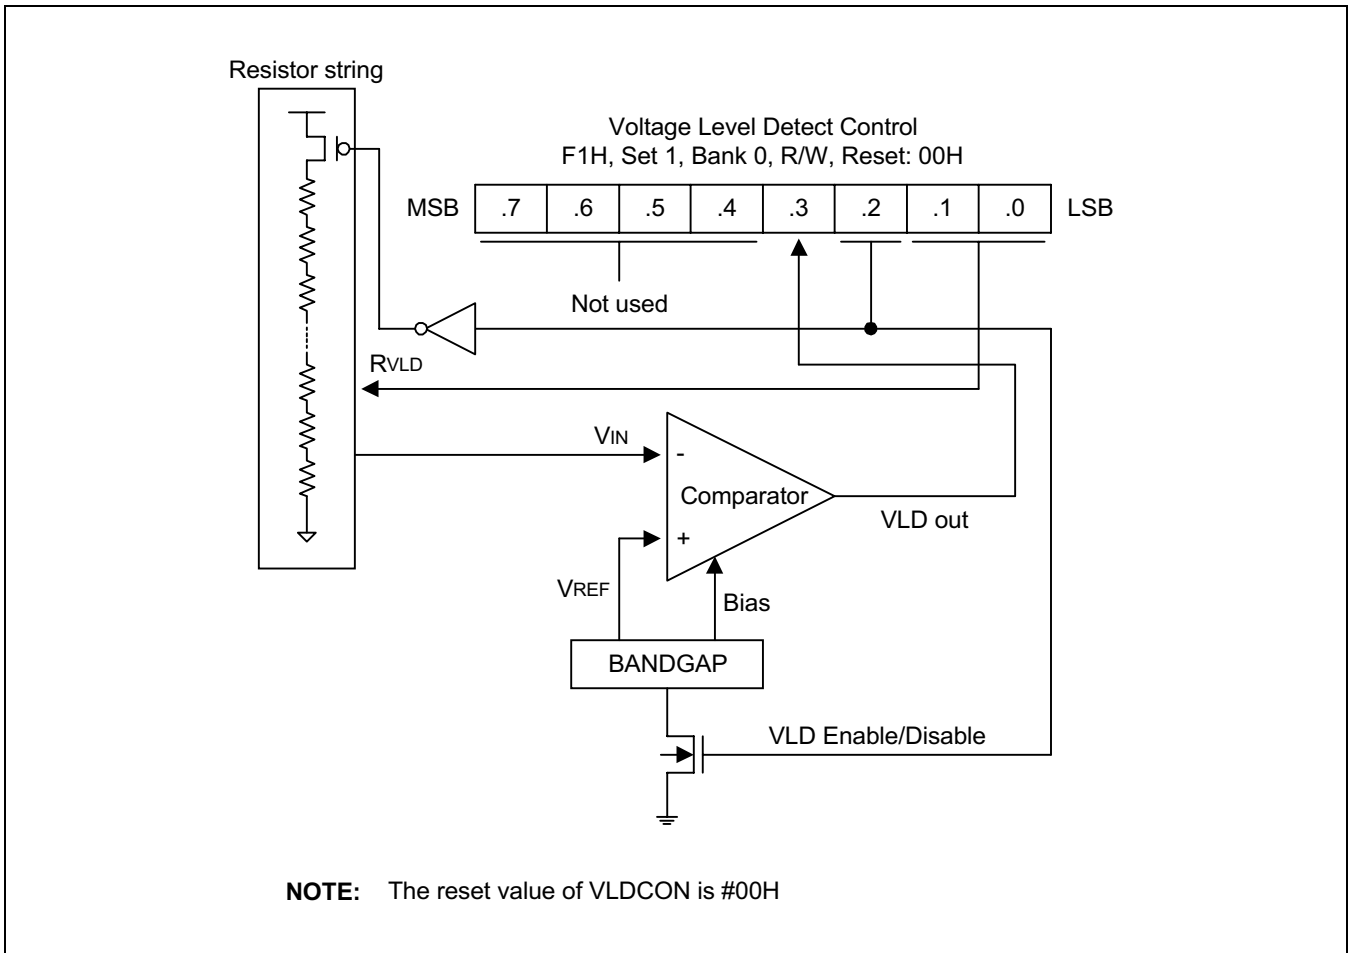 Resistor string
Voltage Level Detect Control
F1H, Set 1, Bank 0, R/W, Reset: 00H
MSB .7 .6 .5 .4 .3 .2 .1 .0 LSB
Not used
RVLD
VIN
-
Comparator
VLD out
+
VREF
Bias
BANDGAP
VLD Enable/Disable
NOTE: The reset value of VLDCON is #00H